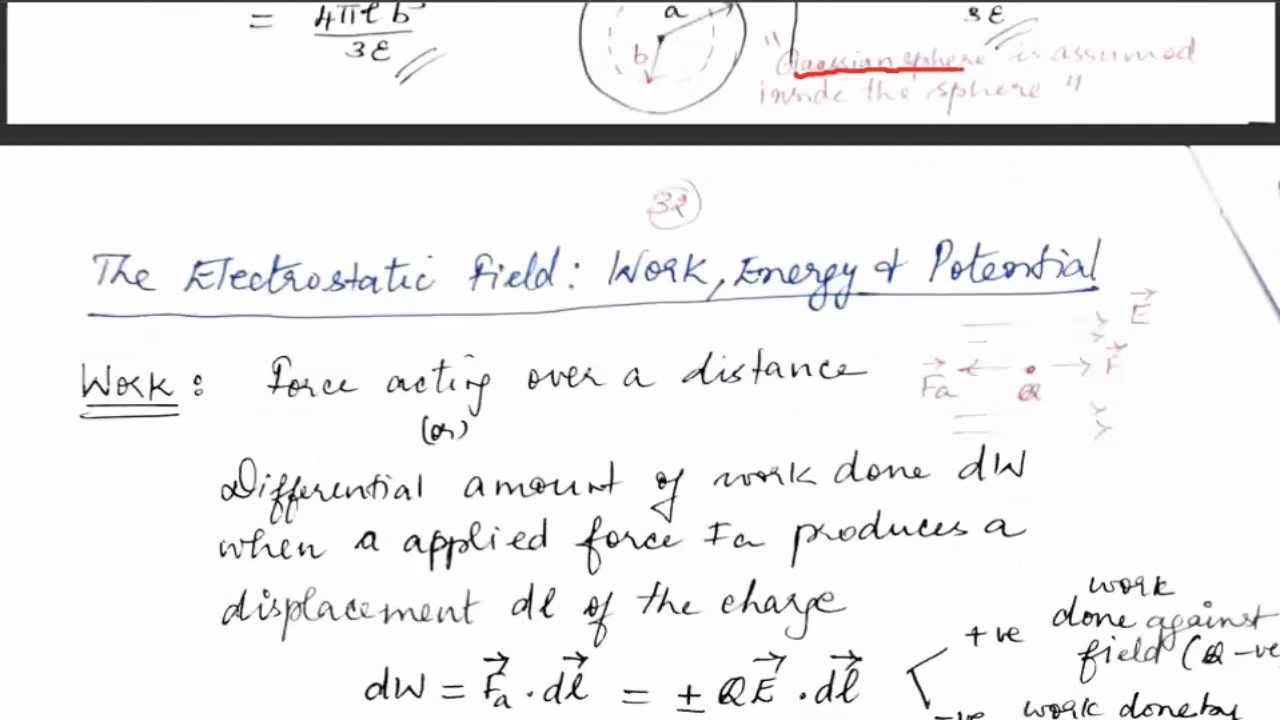 = 4πρb³ / 3ε
a
b
3ε
"Gaussian sphere is assumed
inside the sphere"
32
The Electrostatic Field: Work, Energy & Potential
E⃗
Work: Force acting over a distance
F⃗a Q F⃗
(or)
Differential amount of work done dW
when a applied force Fa produces a
displacement dl of the charge
work
+ve done against
field (Q -ve
dW = F⃗a . dl⃗ = ± QE⃗ . dl⃗
-ve work done by